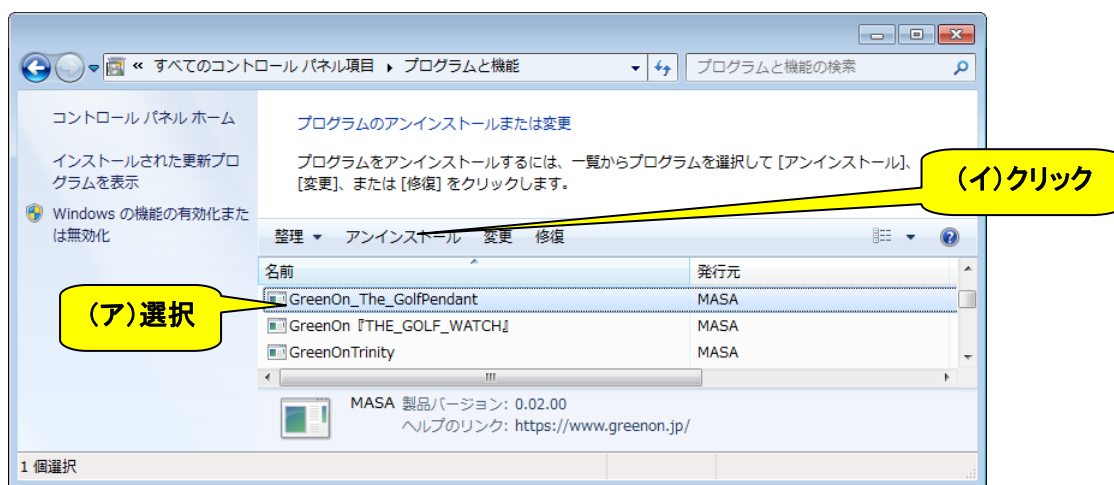 « すべてのコントロール パネル項目 ▸ プログラムと機能
プログラムと機能の検索
コントロール パネル ホーム
インストールされた更新プロ
グラムを表示
Windows の機能の有効化また
は無効化
プログラムのアンインストールまたは変更
プログラムをアンインストールするには、一覧からプログラムを選択して [アンインストール]、
[変更]、または [修復] をクリックします。
(イ)クリック
整理 アンインストール 変更 修復
名前 発行元
(ア)選択
GreenOn_The_GolfPendant MASA
GreenOn『THE_GOLF_WATCH』 MASA
GreenOnTrinity MASA
MASA 製品バージョン: 0.02.00
ヘルプのリンク: https://www.greenon.jp/
1 個選択